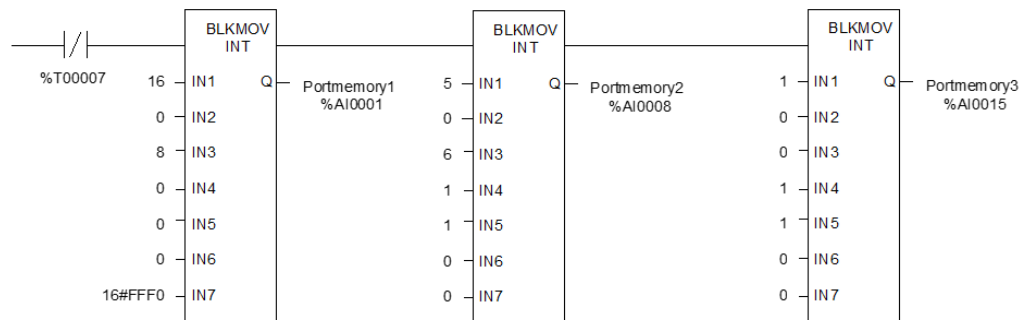 BLKMOV
INT
BLKMOV
INT
BLKMOV
INT
%T00007
16 IN1 Q Portmemory1
%AI0001
5 IN1 Q Portmemory2
%AI0008
1 IN1 Q Portmemory3
%AI0015
0 IN2
0 IN2
0 IN2
8 IN3
6 IN3
0 IN3
0 IN4
1 IN4
1 IN4
0 IN5
1 IN5
1 IN5
0 IN6
0 IN6
0 IN6
16#FFF0 IN7
0 IN7
0 IN7